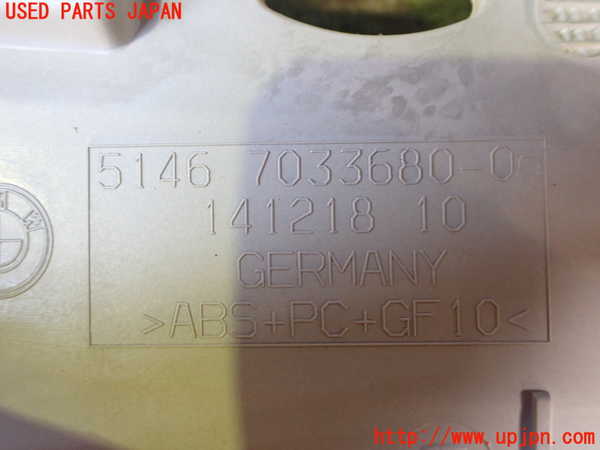 USED PARTS JAPAN
5146 7033680-0
141218 10
GERMANY
>ABS+PC+GF10<
http://www.upjpn.com/